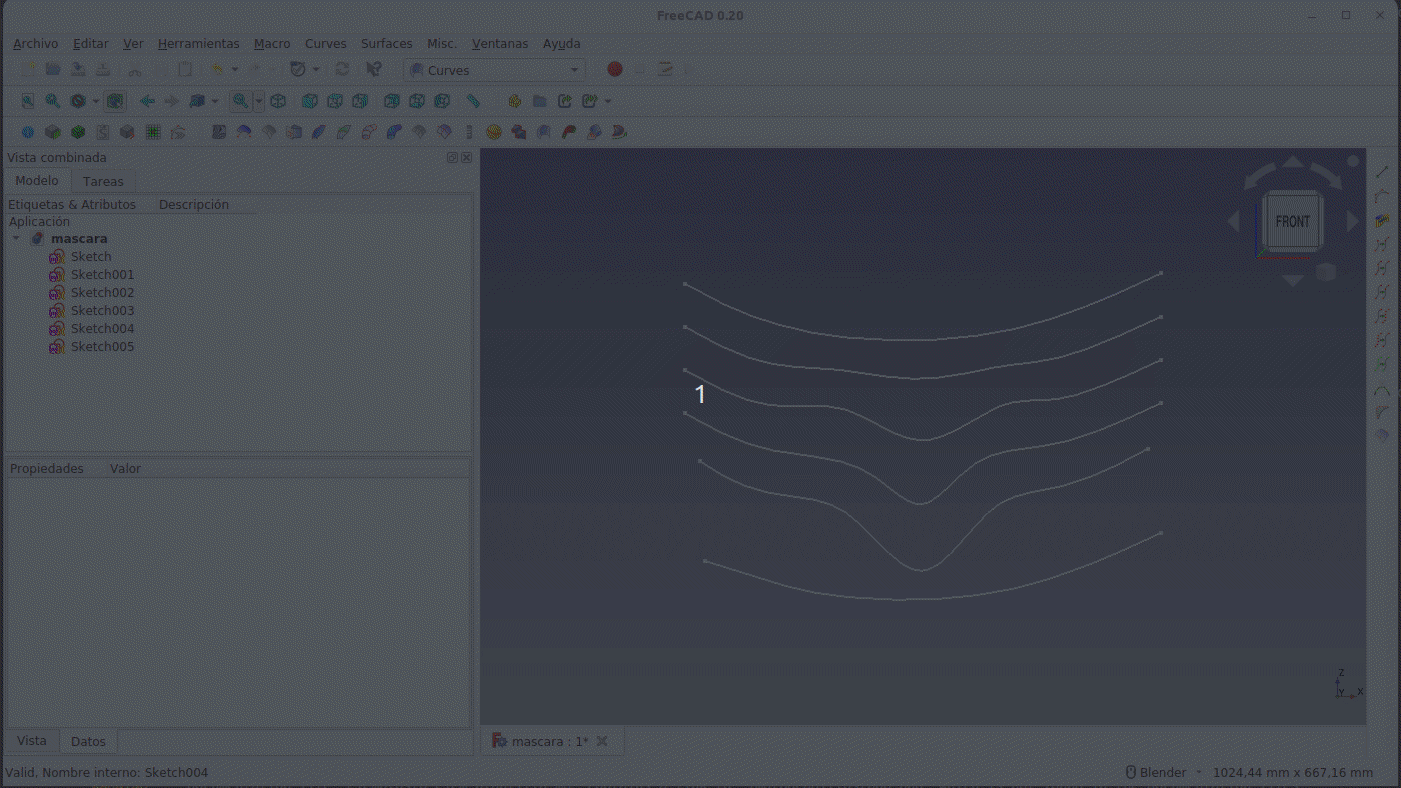 FreeCAD 0.20
Archivo Editar Ver Herramientas Macro Curves Surfaces Misc. Ventanas Ayuda
Curves
Vista combinada
Modelo Tareas
Etiquetas & Atributos Descripción
Aplicación
mascara
Sketch
Sketch001
Sketch002
Sketch003
Sketch004
Sketch005
Propiedades Valor
Vista Datos
FRONT
1
Z
Y X
mascara : 1*
Valid, Nombre interno: Sketch004
Blender 1024,44 mm x 667,16 mm